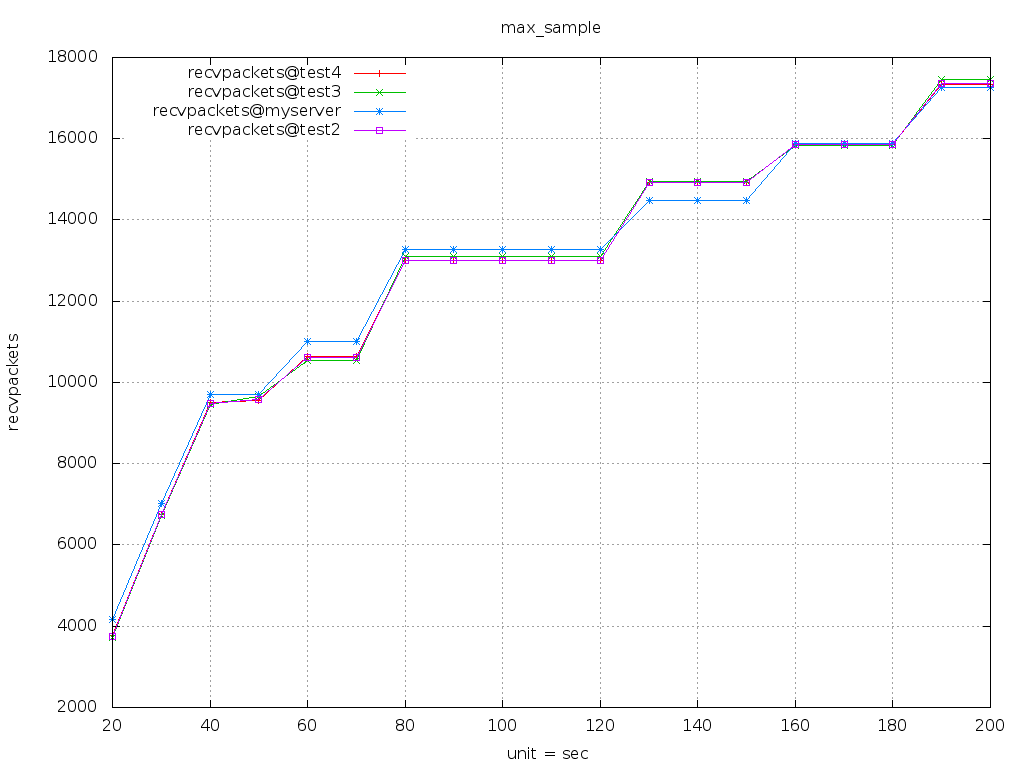 max_sample
18000
16000
14000
12000
10000
8000
6000
4000
2000
recvpackets
recvpackets@test4
recvpackets@test3
recvpackets@myserver
recvpackets@test2
20 40 60 80 100 120 140 160 180 200
unit = sec